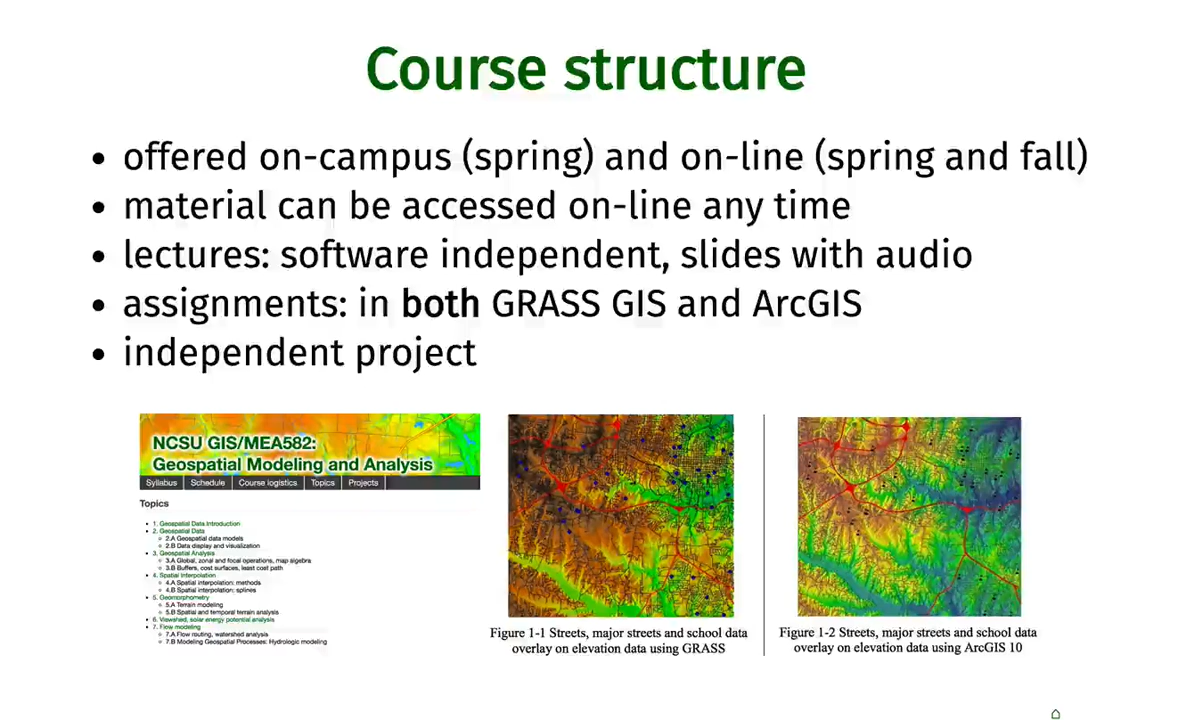 Course structure
• offered on-campus (spring) and on-line (spring and fall)
• material can be accessed on-line any time
• lectures: software independent, slides with audio
• assignments: in both GRASS GIS and ArcGIS
• independent project
NCSU GIS/MEA582:
Geospatial Modeling and Analysis
Syllabus Schedule Course logistics Topics Projects
Topics
1. Geospatial Data Introduction
2. Geospatial Data
2.A Geospatial data models
2.B Data display and visualization
3. Geospatial Analysis
3.A Global, zonal and focal operations, map algebra
3.B Buffers, cost surfaces, least cost path
4. Spatial Interpolation
4.A Spatial interpolation: methods
4.B Spatial interpolation: splines
5. Geomorphometry
5.A Terrain modeling
5.B Spatial and temporal terrain analysis
6. Viewshed, solar energy potential analysis
7. Flow modeling
7.A Flow routing, watershed analysis
7.B Modeling Geospatial Processes: Hydrologic modeling
Figure 1-1 Streets, major streets and school data
overlay on elevation data using GRASS
Figure 1-2 Streets, major streets and school data
overlay on elevation data using ArcGIS 10